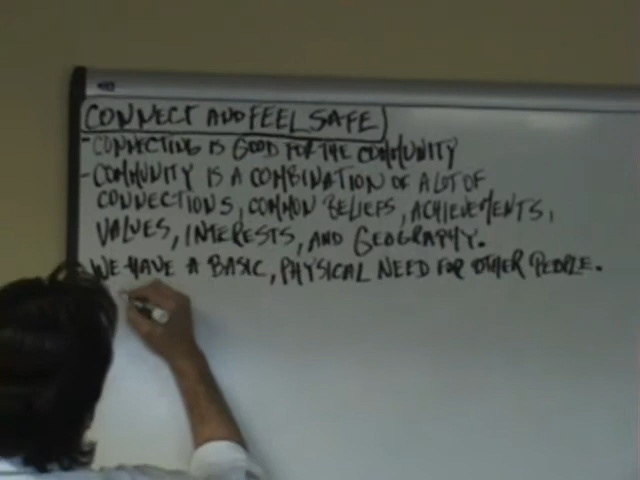 CONNECT AND FEEL SAFE
- CONNECTING IS GOOD FOR THE COMMUNITY
- COMMUNITY IS A COMBINATION OF A LOT OF
CONNECTIONS, COMMON BELIEFS, ACHIEVEMENTS,
VALUES, INTERESTS, AND GEOGRAPHY.
- WE HAVE A BASIC, PHYSICAL NEED FOR OTHER PEOPLE.